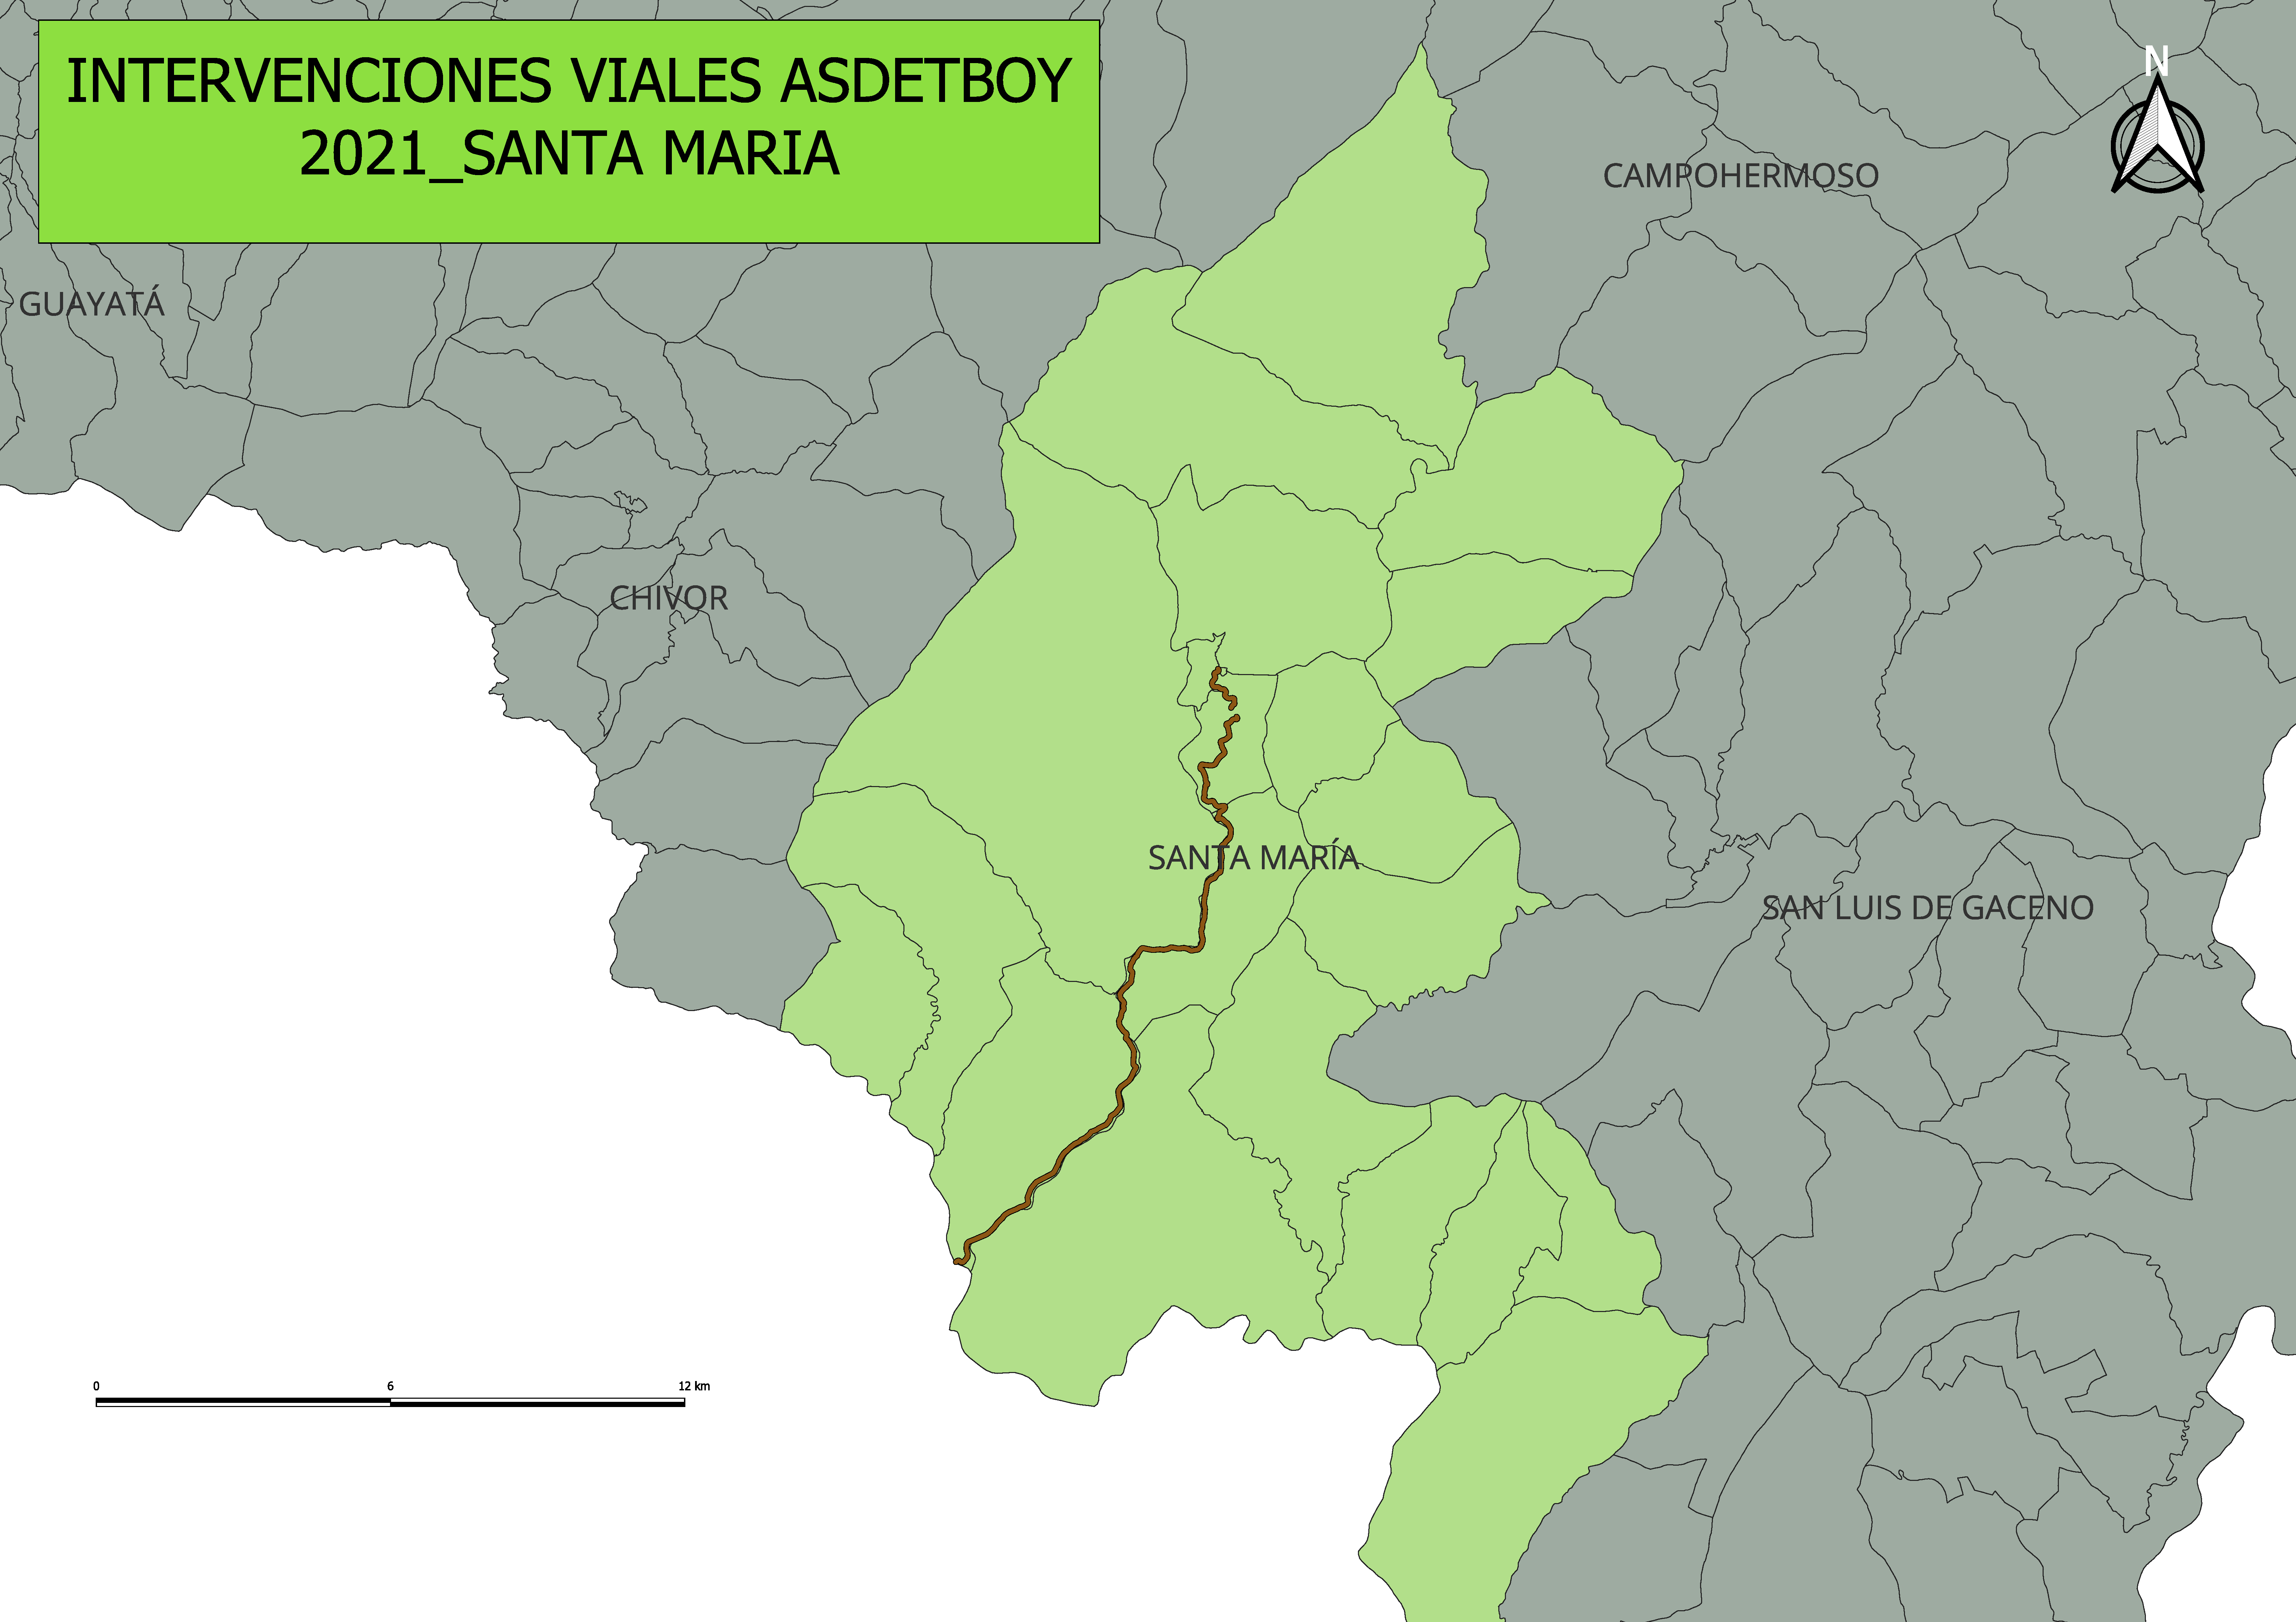 INTERVENCIONES VIALES ASDETBOY
2021_SANTA MARIA
N
CAMPOHERMOSO
GUAYATÁ
CHIVOR
SANTA MARÍA
SAN LUIS DE GACENO
0 6 12 km